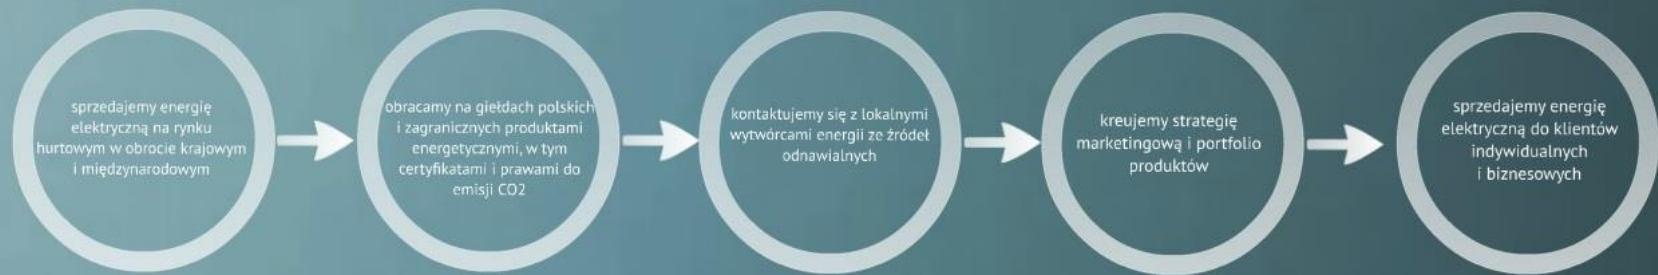 sprzedajemy energię
elektryczną na rynku
hurtowym w obrocie krajowym
i międzynarodowym
obracamy na giełdach polskich
i zagranicznych produktami
energetycznymi, w tym
certyfikatami i prawami do
emisji CO2
kontaktujemy się z lokalnymi
wytwórcami energii ze źródeł
odnawialnych
kreujemy strategię
marketingową i portfolio
produktów
sprzedajemy energię
elektryczną do klientów
indywidualnych
i biznesowych